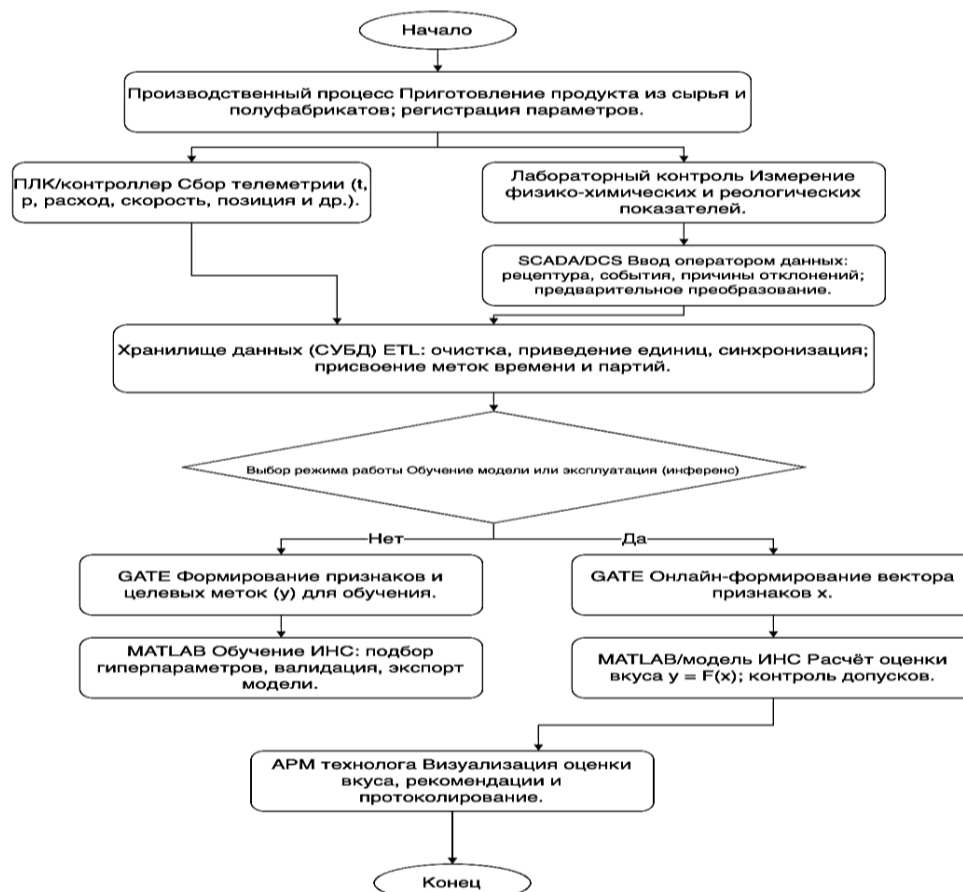 Начало
Производственный процесс Приготовление продукта из сырья и
полуфабрикатов; регистрация параметров.
ПЛК/контроллер Сбор телеметрии (t,
p, расход, скорость, позиция и др.).
Лабораторный контроль Измерение
физико-химических и реологических
показателей.
SCADA/DCS Ввод оператором данных:
рецептура, события, причины отклонений;
предварительное преобразование.
Хранилище данных (СУБД) ETL: очистка, приведение единиц, синхронизация;
присвоение меток времени и партий.
Выбор режима работы Обучение модели или эксплуатация (инференс)
Нет
Да
GATE Формирование признаков и
целевых меток (y) для обучения.
GATE Онлайн-формирование вектора
признаков x.
MATLAB Обучение ИНС: подбор
гиперпараметров, валидация, экспорт
модели.
MATLAB/модель ИНС Расчёт оценки
вкуса y = F(x); контроль допусков.
АРМ технолога Визуализация оценки
вкуса, рекомендации и
протоколирование.
Конец